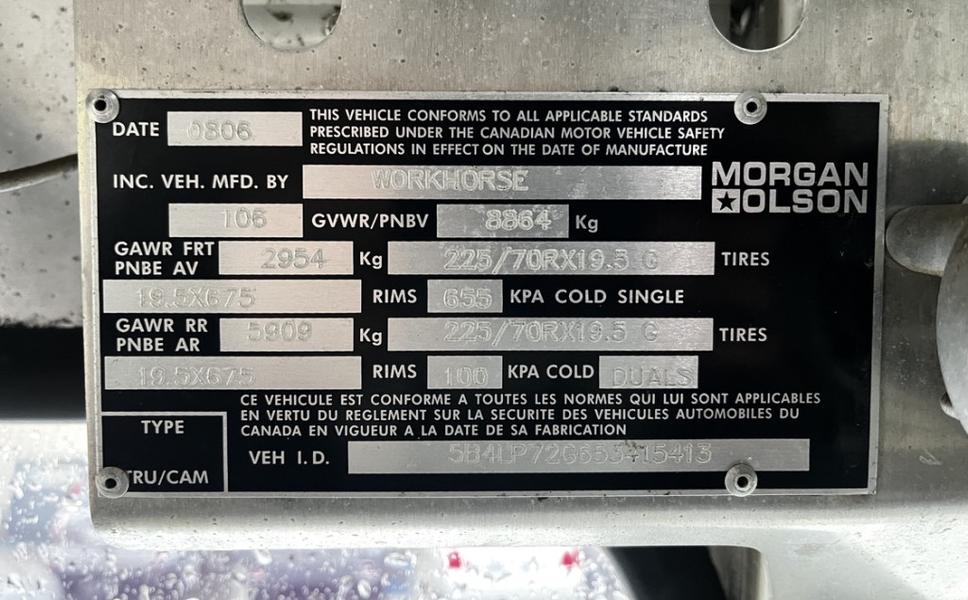 DATE 0806
THIS VEHICLE CONFORMS TO ALL APPLICABLE STANDARDS
PRESCRIBED UNDER THE CANADIAN MOTOR VEHICLE SAFETY
REGULATIONS IN EFFECT ON THE DATE OF MANUFACTURE
INC. VEH. MFD. BY WORKHORSE
MORGAN
OLSON
106 GVWR/PNBV 8864 Kg
GAWR FRT
PNBE AV 2954 Kg 225/70RX19.5 G TIRES
19.5X675 RIMS 655 KPA COLD SINGLE
GAWR RR
PNBE AR 5909 Kg 225/70RX19.5 G TIRES
19.5X675 RIMS 100 KPA COLD DUALS
CE VEHICULE EST CONFORME A TOUTES LES NORMES QUI LUI SONT APPLICABLES
EN VERTU DU REGLEMENT SUR LA SECURITE DES VEHICULES AUTOMOBILES DU
CANADA EN VIGUEUR A LA DATE DE SA FABRICATION
TYPE
TRU/CAM
VEH I.D. 5B4LP72G653415413